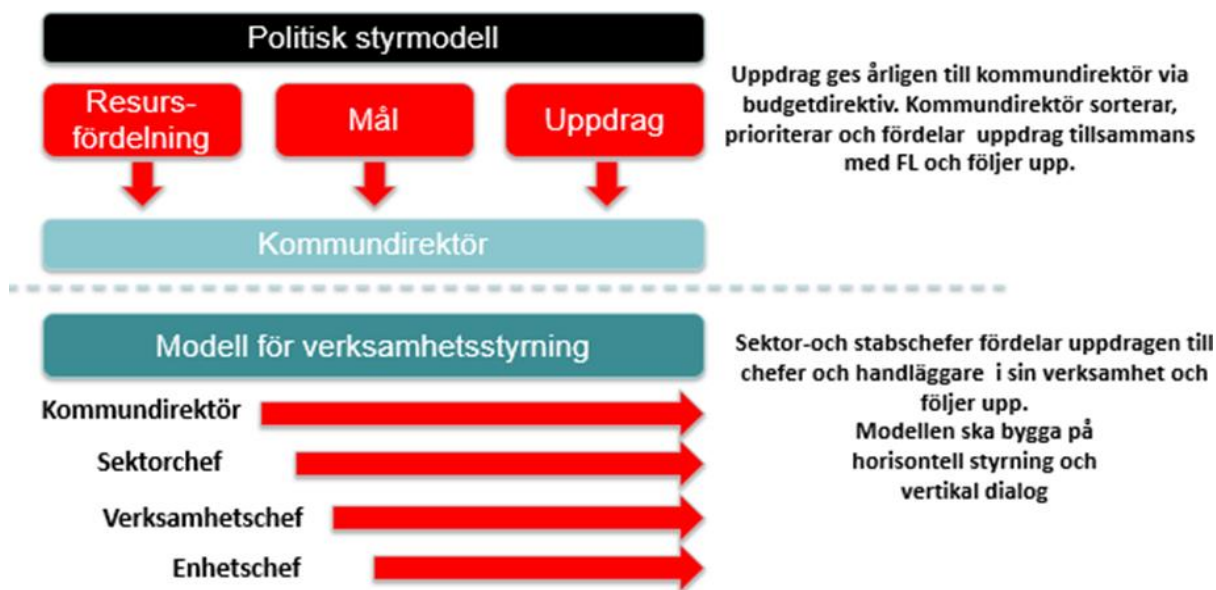 Politisk styrmodell
Resurs-
fördelning
Mål
Uppdrag
Kommundirektör
Uppdrag ges årligen till kommundirektör via
budgetdirektiv. Kommundirektör sorterar,
prioriterar och fördelar uppdrag tillsammans
med FL och följer upp.
Modell för verksamhetsstyrning
Kommundirektör
Sektorchef
Verksamhetschef
Enhetschef
Sektor-och stabschefer fördelar uppdragen till
chefer och handläggare i sin verksamhet och
följer upp.
Modellen ska bygga på
horisontell styrning och
vertikal dialog